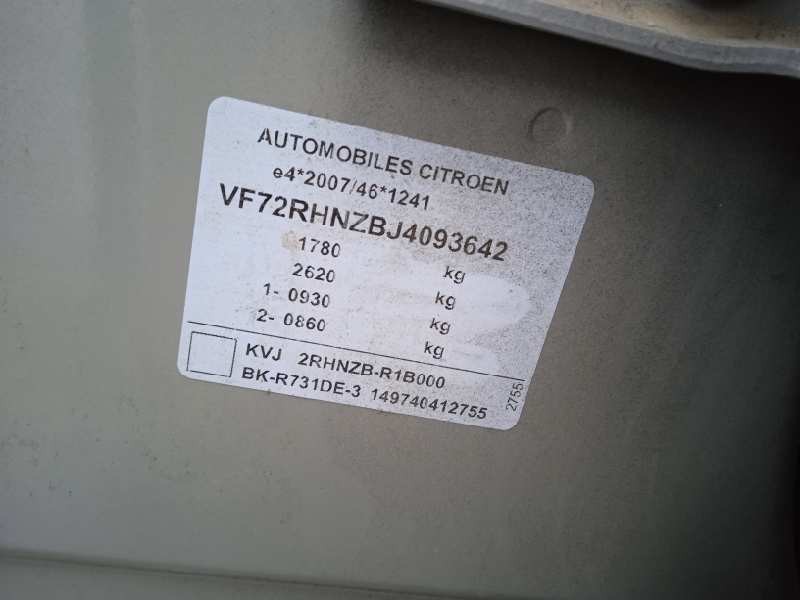 AUTOMOBILES CITROEN
e4*2007/46*1241
VF72RHNZBJ4093642
1780 kg
2620 kg
1- 0930 kg
2- 0860 kg
KVJ 2RHNZB-R1B000
BK-R731DE-3 149740412755
2755